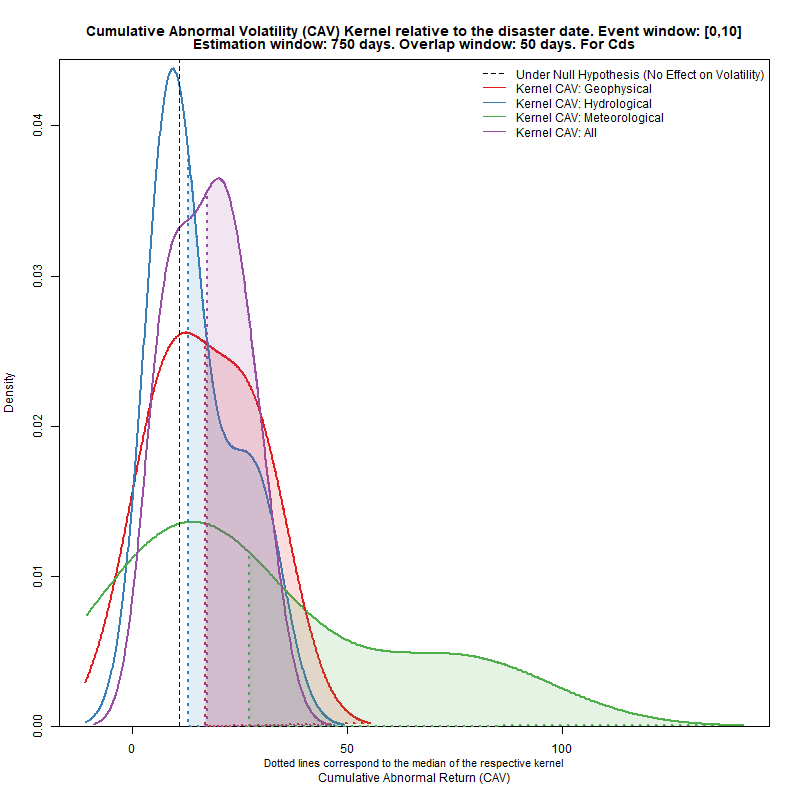 Cumulative Abnormal Volatility (CAV) Kernel relative to the disaster date. Event window: [0,10]
Estimation window: 750 days. Overlap window: 50 days. For Cds
Under Null Hypothesis (No Effect on Volatility)
Kernel CAV: Geophysical
Kernel CAV: Hydrological
Kernel CAV: Meteorological
Kernel CAV: All
0.04
0.03
0.02
0.01
0.00
Density
0 50 100
Dotted lines correspond to the median of the respective kernel
Cumulative Abnormal Return (CAV)